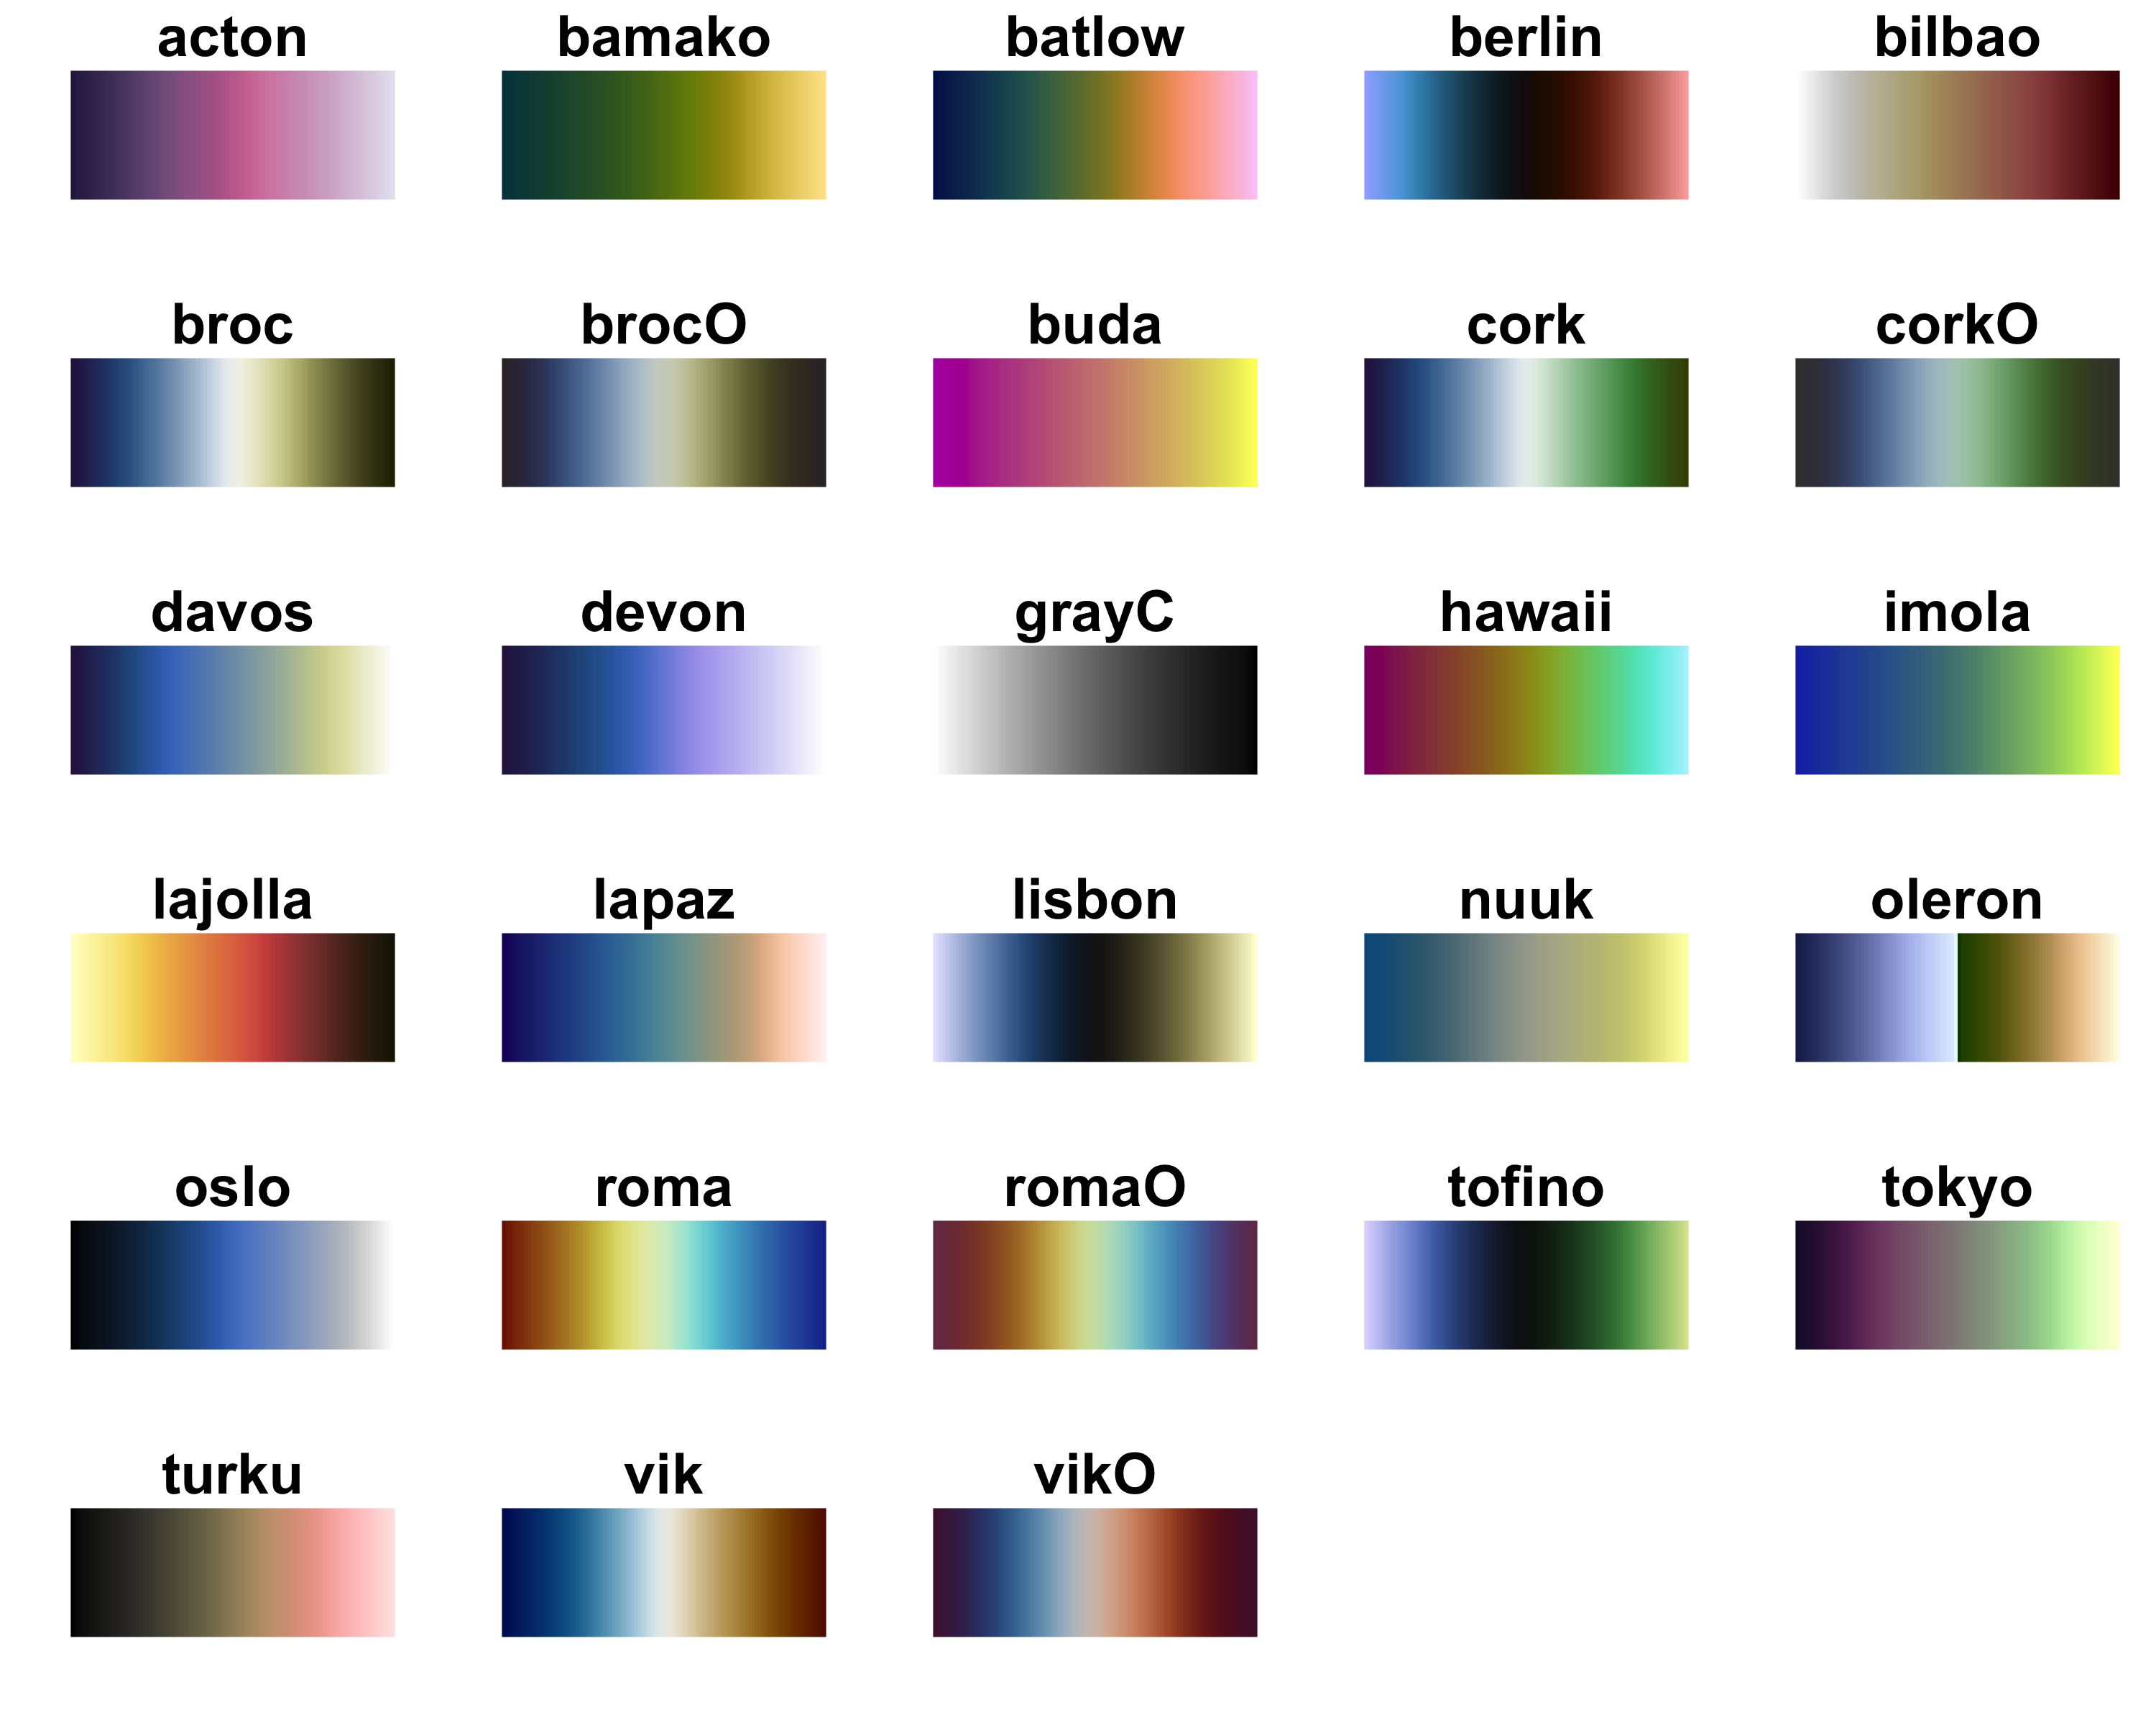 acton bamako batlow berlin bilbao
broc brocO buda cork corkO
davos devon grayC hawaii imola
lajolla lapaz lisbon nuuk oleron
oslo roma romaO tofino tokyo
turku vik vikO